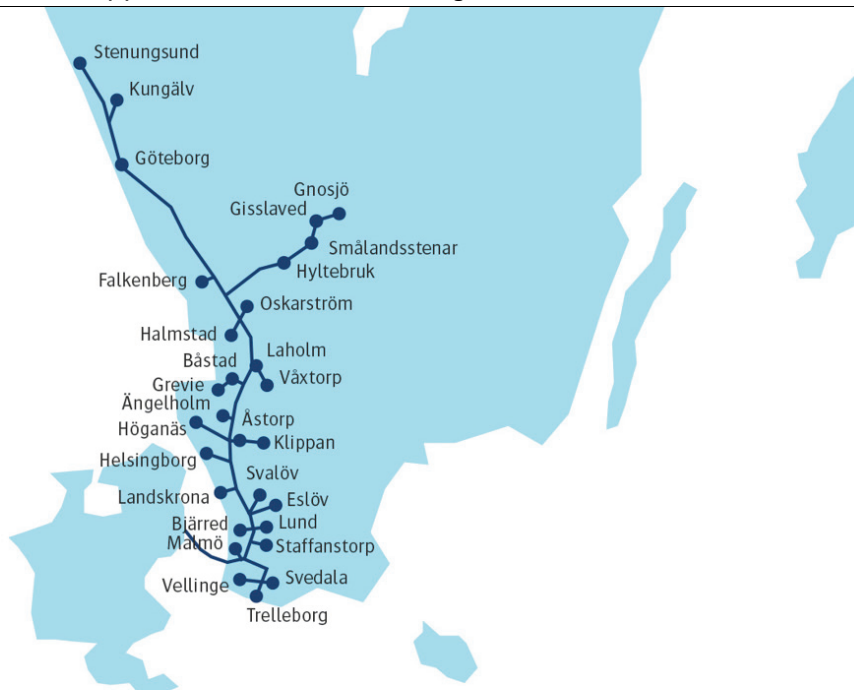 Stenungsund
Kungälv
Göteborg
Gnosjö
Gisslaved
Smålandsstenar
Hyltebruk
Falkenberg
Oskarström
Halmstad
Laholm
Båstad
Våxtorp
Grevie
Ängelholm
Åstorp
Höganäs
Klippan
Helsingborg
Svalöv
Landskrona
Eslöv
Bjärred
Lund
Malmö
Staffanstorp
Svedala
Vellinge
Trelleborg